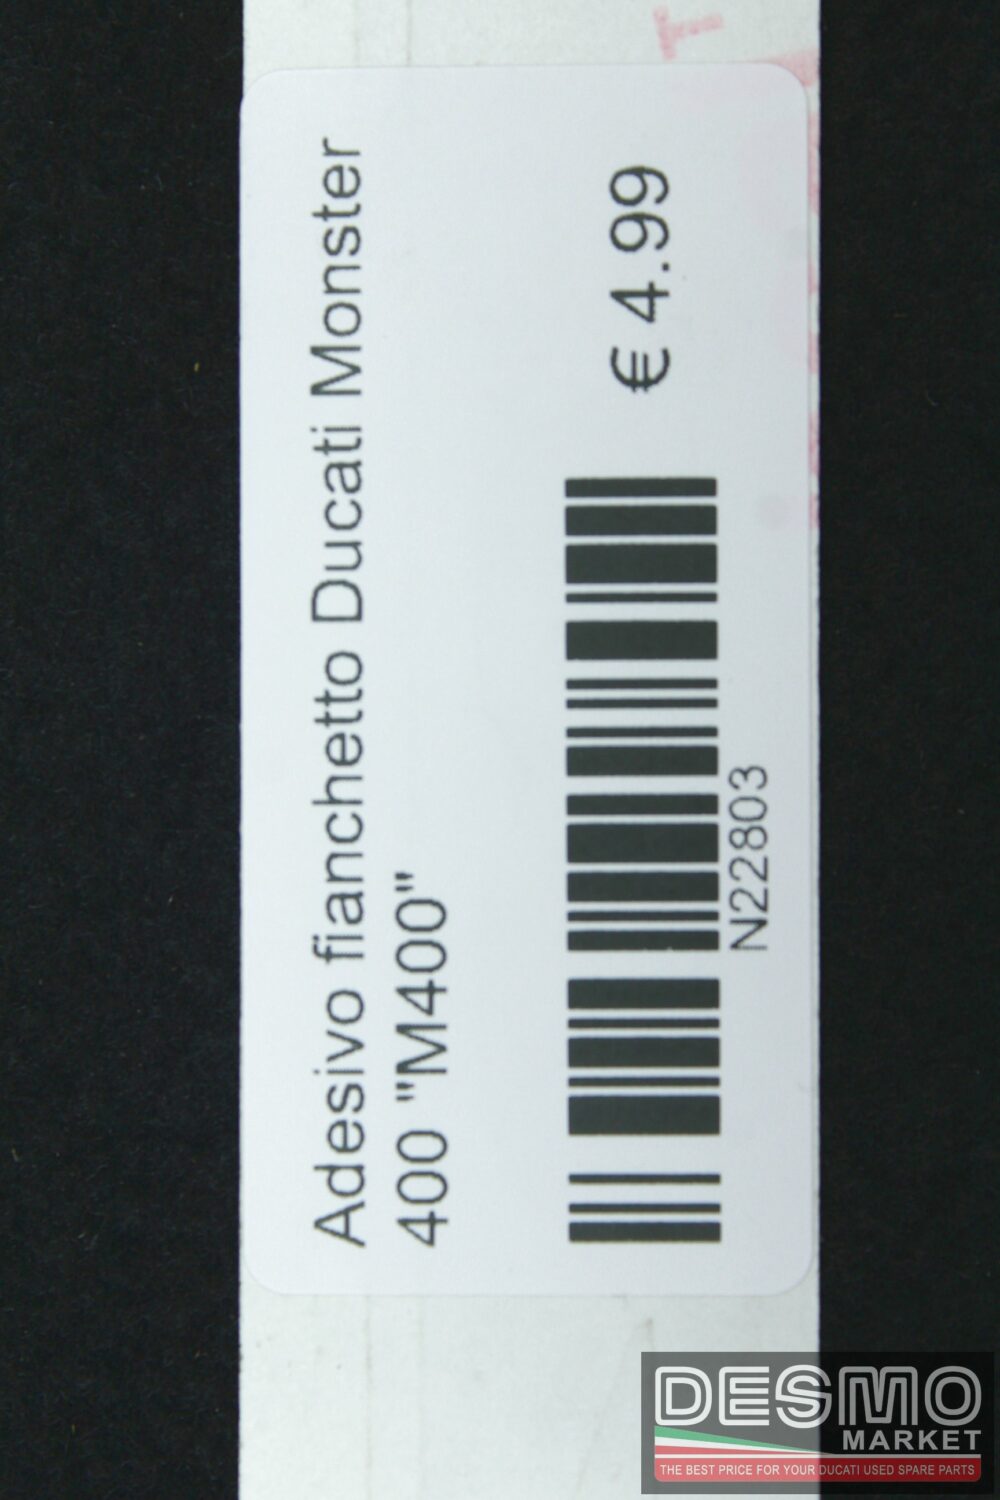 Adesivo fianchetto Ducati Monster
400 "M400"
€ 4.99
N22803
DESMO
MARKET
THE BEST PRICE FOR YOUR DUCATI USED SPARE PARTS